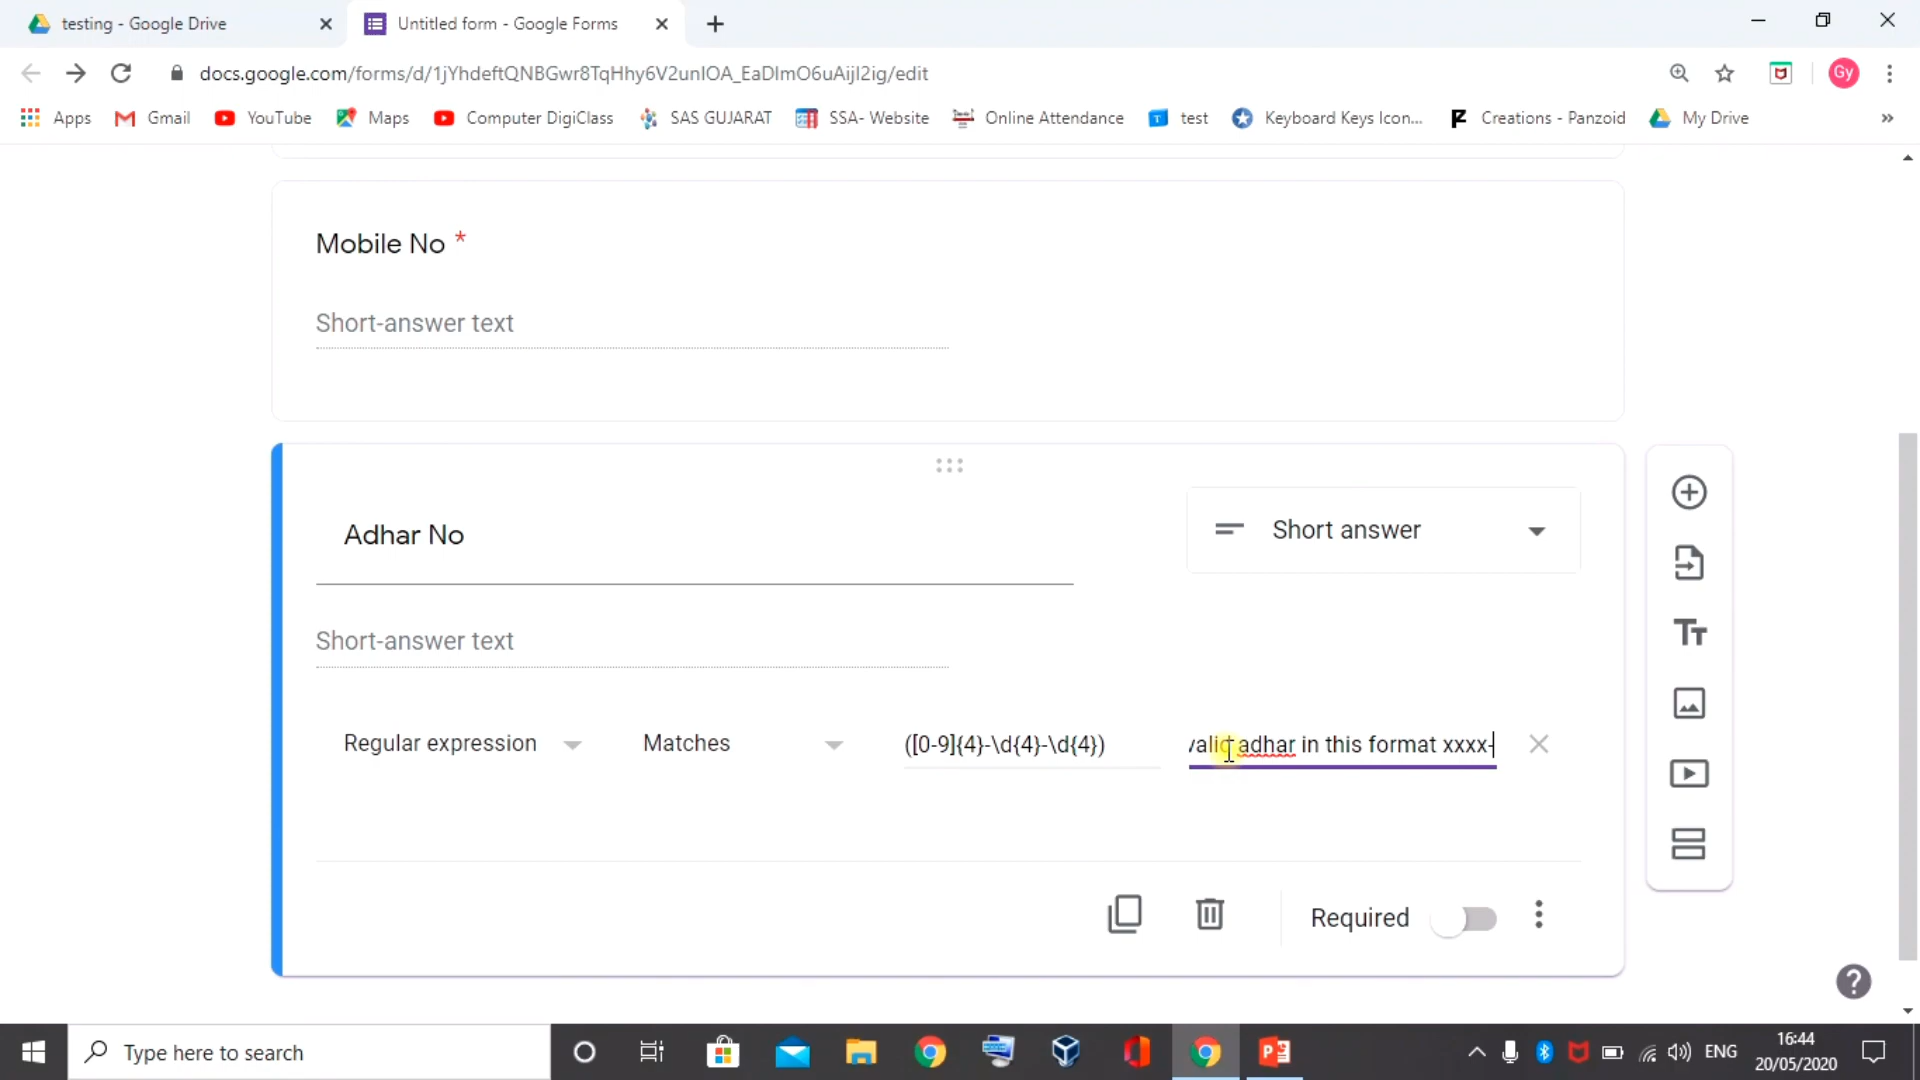 testing - Google Drive
Untitled form - Google Forms
docs.google.com/forms/d/1jYhdeftQNBGwr8TqHhy6V2unIOA_EaDlmO6uAijI2ig/edit
Gy
Apps
Gmail
YouTube
Maps
Computer DigiClass
SAS GUJARAT
SSA- Website
Online Attendance
test
Keyboard Keys Icon...
Creations - Panzoid
My Drive
Mobile No *
Short-answer text
Adhar No
Short answer
Short-answer text
Regular expression
Matches
([0-9]{4}-\d{4}-\d{4})
valid adhar in this format xxxx-
Required
Type here to search
ENG
16:44
20/05/2020